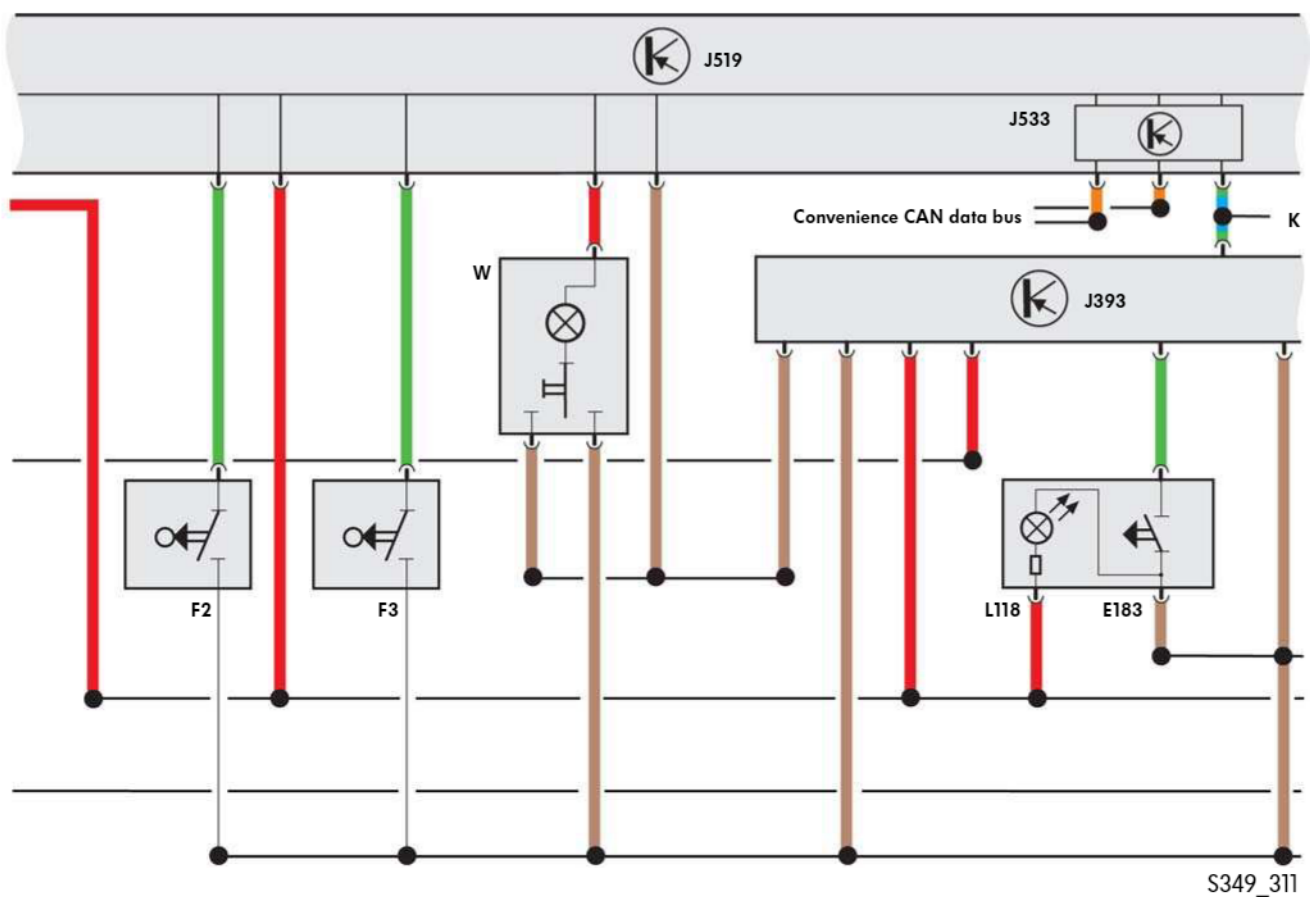 J519
J533
Convenience CAN data bus
K
W
J393
F2
F3
L118
E183
S349_311